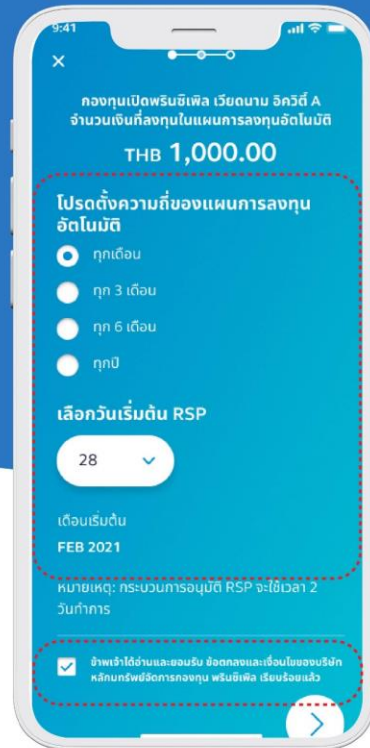 9:41
กองทุนเปิดพรินซิเพิล เวียดนาม อิควิตี้ A
จำนวนเงินที่ลงทุนในแผนการลงทุนอัตโนมัติ
THB 1,000.00
โปรดตั้งความถี่ของแผนการลงทุน
อัตโนมัติ
ทุกเดือน
ทุก 3 เดือน
ทุก 6 เดือน
ทุกปี
เลือกวันเริ่มต้น RSP
28
เดือนเริ่มต้น
FEB 2021
หมายเหตุ: กระบวนการอนุมัติ RSP จะใช้เวลา 2
วันทำการ
ข้าพเจ้าได้อ่านและยอมรับ ข้อตกลงและเงื่อนไขของบริษัท
หลักทรัพย์จัดการกองทุน พรินซิเพิล เรียบร้อยแล้ว